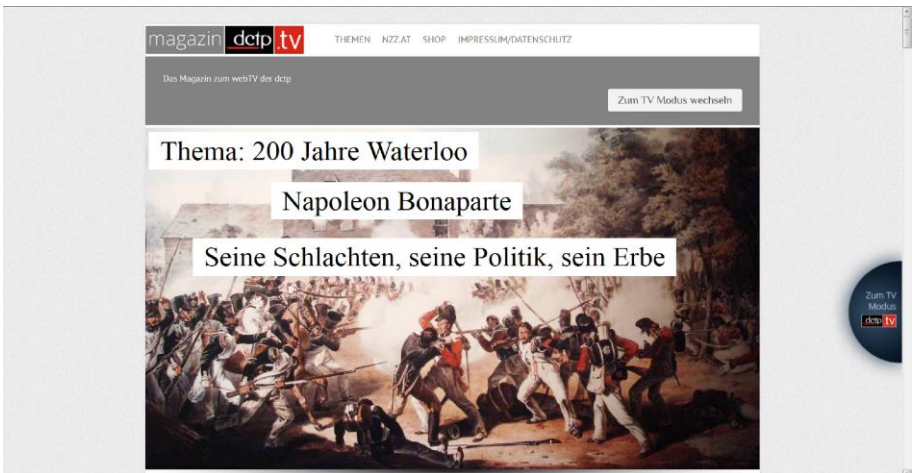 magazin dctp.tv
THEMEN NZZ.AT SHOP IMPRESSUM/DATENSCHUTZ
Das Magazin zum webTV der dctp
Zum TV Modus wechseln
Thema: 200 Jahre Waterloo
Napoleon Bonaparte
Seine Schlachten, seine Politik, sein Erbe
Zum TV
Modus
dctp.tv